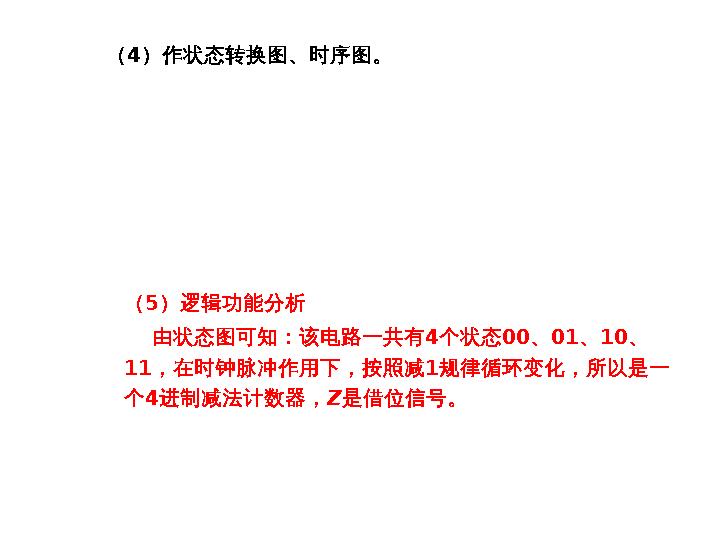 （4）作状态转换图、时序图。
（5）逻辑功能分析
由状态图可知：该电路一共有4个状态00、01、10、
11，在时钟脉冲作用下，按照减1规律循环变化，所以是一
个4进制减法计数器，Z是借位信号。